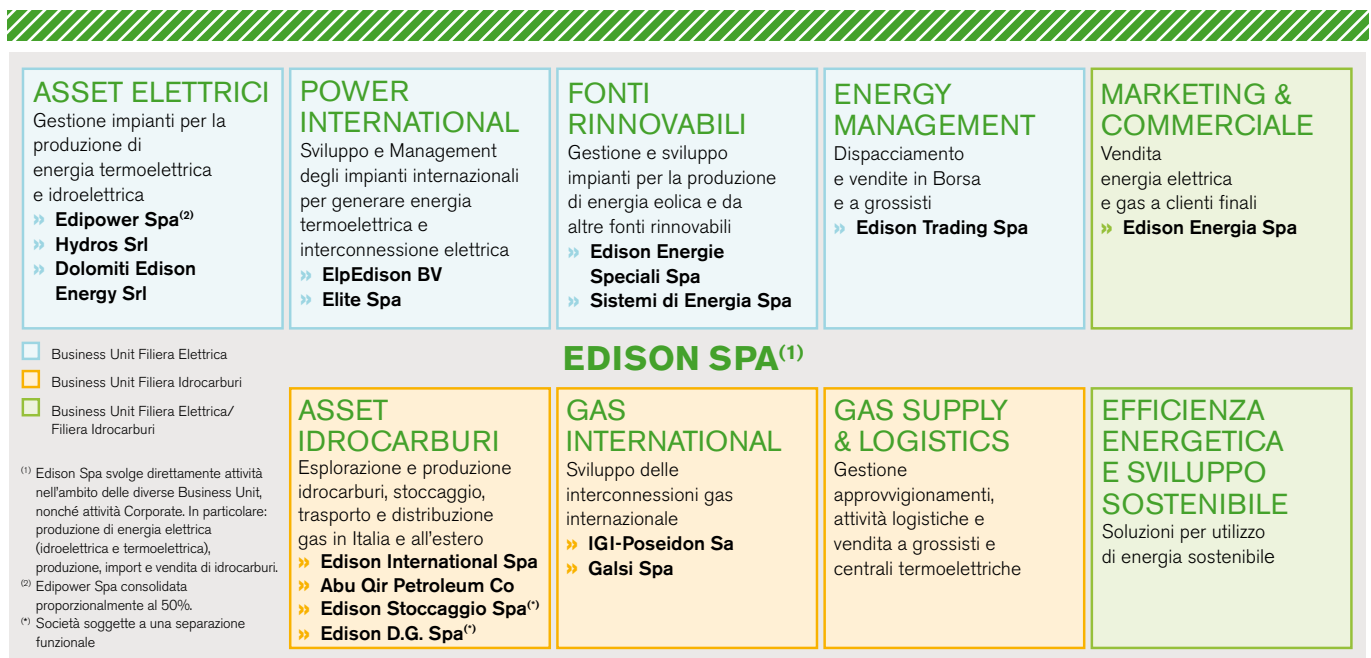 ASSET ELETTRICI
Gestione impianti per la
produzione di
energia termoelettrica
e idroelettrica
» Edipower Spa(2)
» Hydros Srl
» Dolomiti Edison
Energy Srl
POWER
INTERNATIONAL
Sviluppo e Management
degli impianti internazionali
per generare energia
termoelettrica e
interconnessione elettrica
» ElpEdison BV
» Elite Spa
FONTI
RINNOVABILI
Gestione e sviluppo
impianti per la produzione
di energia eolica e da
altre fonti rinnovabili
» Edison Energie
Speciali Spa
» Sistemi di Energia Spa
ENERGY
MANAGEMENT
Dispacciamento
e vendite in Borsa
e a grossisti
» Edison Trading Spa
MARKETING &
COMMERCIALE
Vendita
energia elettrica
e gas a clienti finali
» Edison Energia Spa
Business Unit Filiera Elettrica
Business Unit Filiera Idrocarburi
Business Unit Filiera Elettrica/
Filiera Idrocarburi
EDISON SPA(1)
(1) Edison Spa svolge direttamente attività
nell'ambito delle diverse Business Unit,
nonché attività Corporate. In particolare:
produzione di energia elettrica
(idroelettrica e termoelettrica),
produzione, import e vendita di idrocarburi.
(2) Edipower Spa consolidata
proporzionalmente al 50%.
(*) Società soggette a una separazione
funzionale
ASSET
IDROCARBURI
Esplorazione e produzione
idrocarburi, stoccaggio,
trasporto e distribuzione
gas in Italia e all'estero
» Edison International Spa
» Abu Qir Petroleum Co
» Edison Stoccaggio Spa(*)
» Edison D.G. Spa(*)
GAS
INTERNATIONAL
Sviluppo delle
interconnessioni gas
internazionale
» IGI-Poseidon Sa
» Galsi Spa
GAS SUPPLY
& LOGISTICS
Gestione
approvvigionamenti,
attività logistiche e
vendita a grossisti e
centrali termoelettriche
EFFICIENZA
ENERGETICA
E SVILUPPO
SOSTENIBILE
Soluzioni per utilizzo
di energia sostenibile